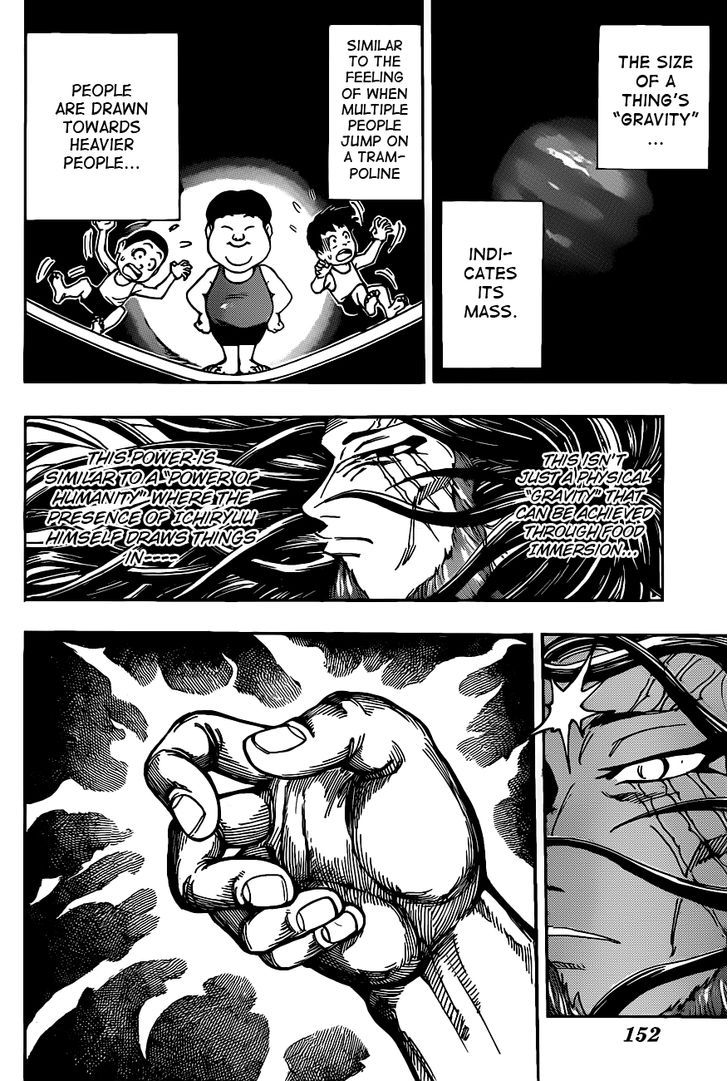 THE SIZE
OF A
THING'S
"GRAVITY"
...
INDI-
CATES
ITS
MASS.
SIMILAR
TO THE
FEELING
OF WHEN
MULTIPLE
PEOPLE
JUMP ON
A TRAM-
POLINE
PEOPLE
ARE DRAWN
TOWARDS
HEAVIER
PEOPLE...
THIS ISN'T
JUST A PHYSICAL
"GRAVITY" THAT
CAN BE ACHIEVED
THROUGH FOOD
IMMERSION...
THIS POWER IS
SIMILAR TO A "POWER OF
HUMANITY" WHERE THE
PRESENCE OF ICHIRYUU
HIMSELF DRAWS THINGS
IN----
152